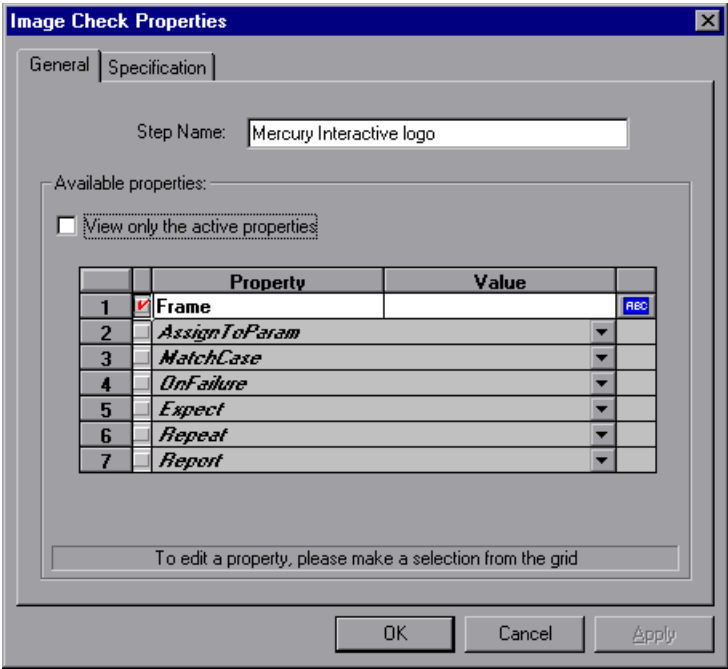 Image Check Properties
General Specification
Step Name: Mercury Interactive logo
Available properties:
View only the active properties
Property Value
1 Frame ABC
2 AssignToParam
3 MatchCase
4 OnFailure
5 Expect
6 Repeat
7 Report
To edit a property, please make a selection from the grid
OK Cancel Apply